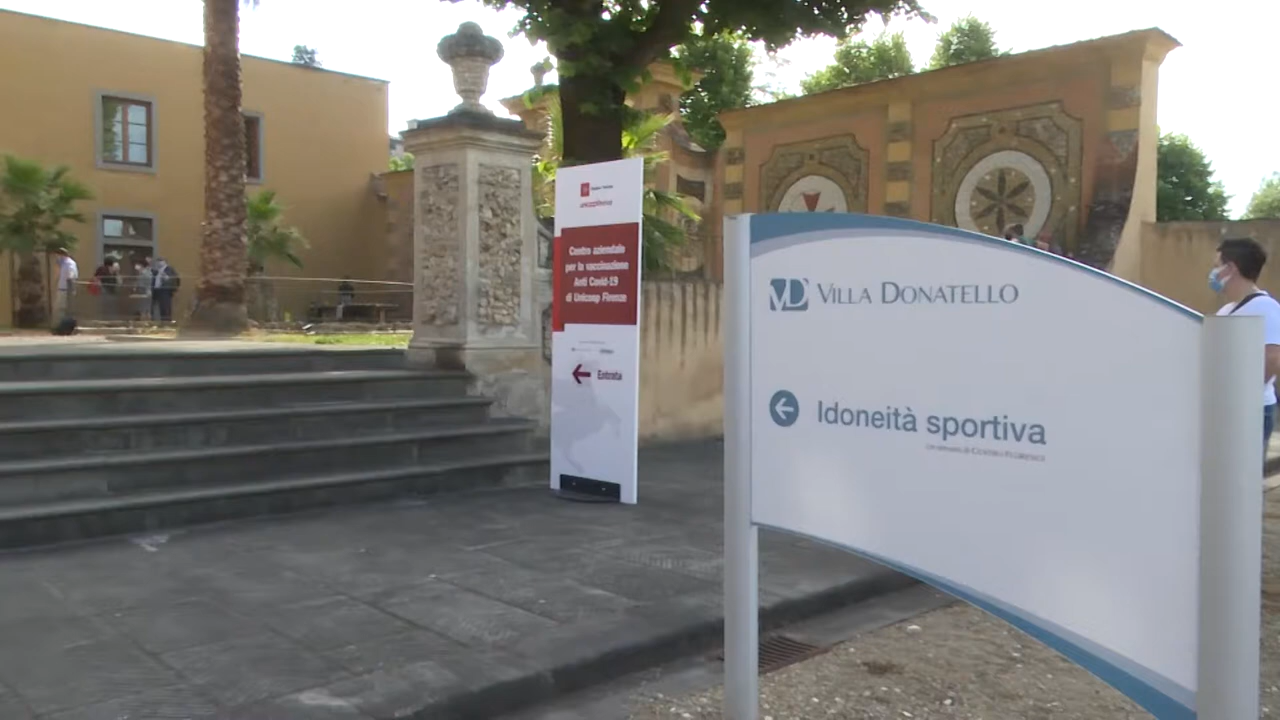 Centro aziendale
per la vaccinazione
Anti Covid-19
di Unicoop Firenze
Entrata
VD VILLA DONATELLO
Idoneità sportiva